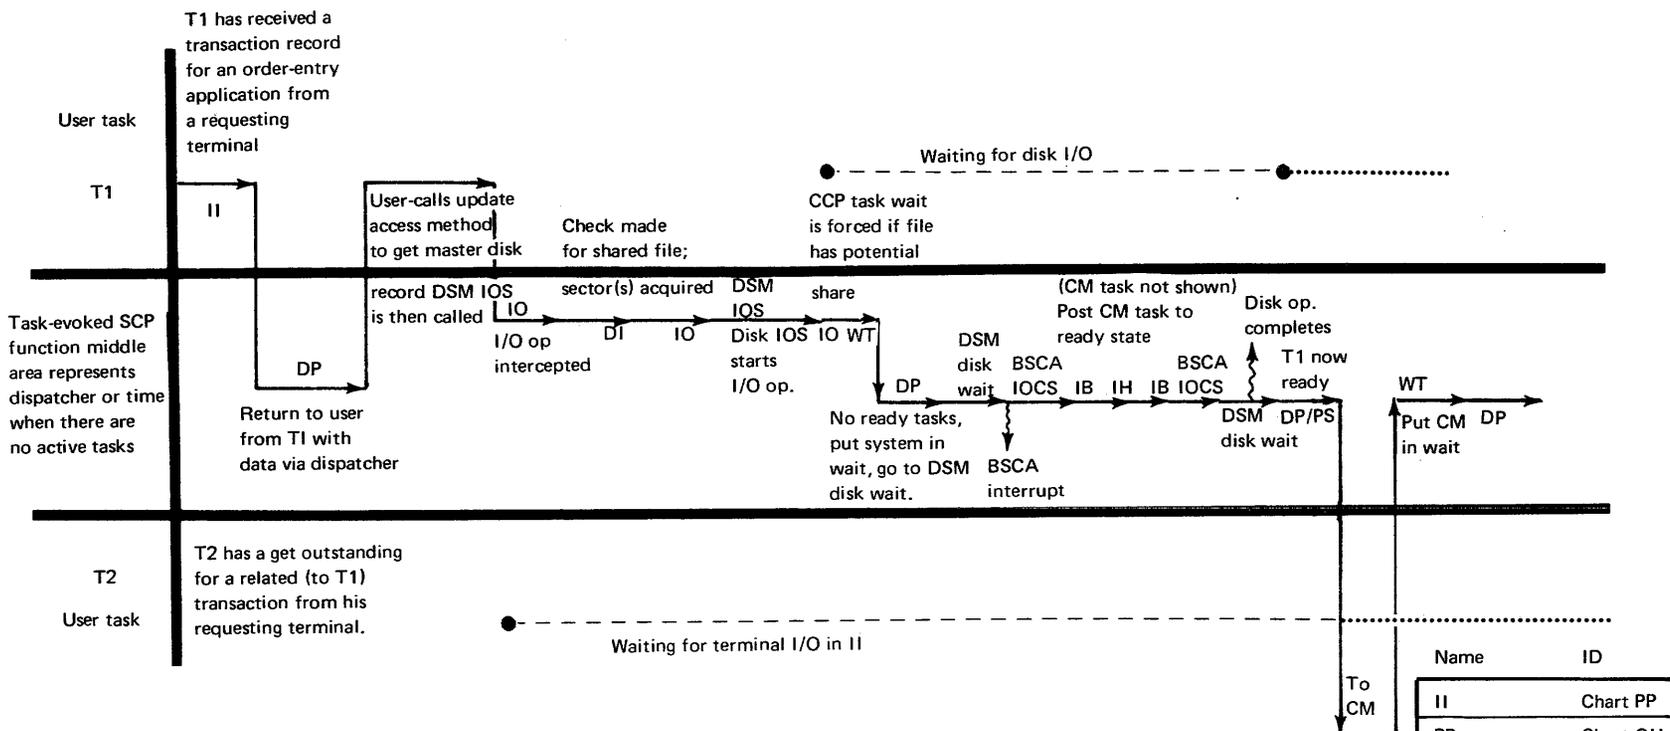 T1 has received a
transaction record
for an order-entry
application from
a requesting
terminal
User task
T1
II
Waiting for disk I/O
User-calls update
access method
to get master disk
record DSM IOS
is then called
Check made
for shared file;
sector(s) acquired
CCP task wait
is forced if file
has potential
share
Task-evoked SCP
function middle
area represents
dispatcher or time
when there are
no active tasks
DP
Return to user
from TI with
data via dispatcher
IO
I/O op
intercepted
DI
IO
DSM
IOS
Disk IOS
starts
I/O op.
IO WT
DP
No ready tasks,
put system in
wait, go to DSM
disk wait.
DSM
disk
wait
BSCA
interrupt
BSCA
IOCS
IB
IH
IB
BSCA
IOCS
(CM task not shown)
Post CM task to
ready state
Disk op.
completes
T1 now
ready
DSM
disk wait
DP/PS
WT
Put CM
in wait
DP
T2
User task
T2 has a get outstanding
for a related (to T1)
transaction from his
requesting terminal.
Waiting for terminal I/O in II
To
CM
Name ID
II Chart PP